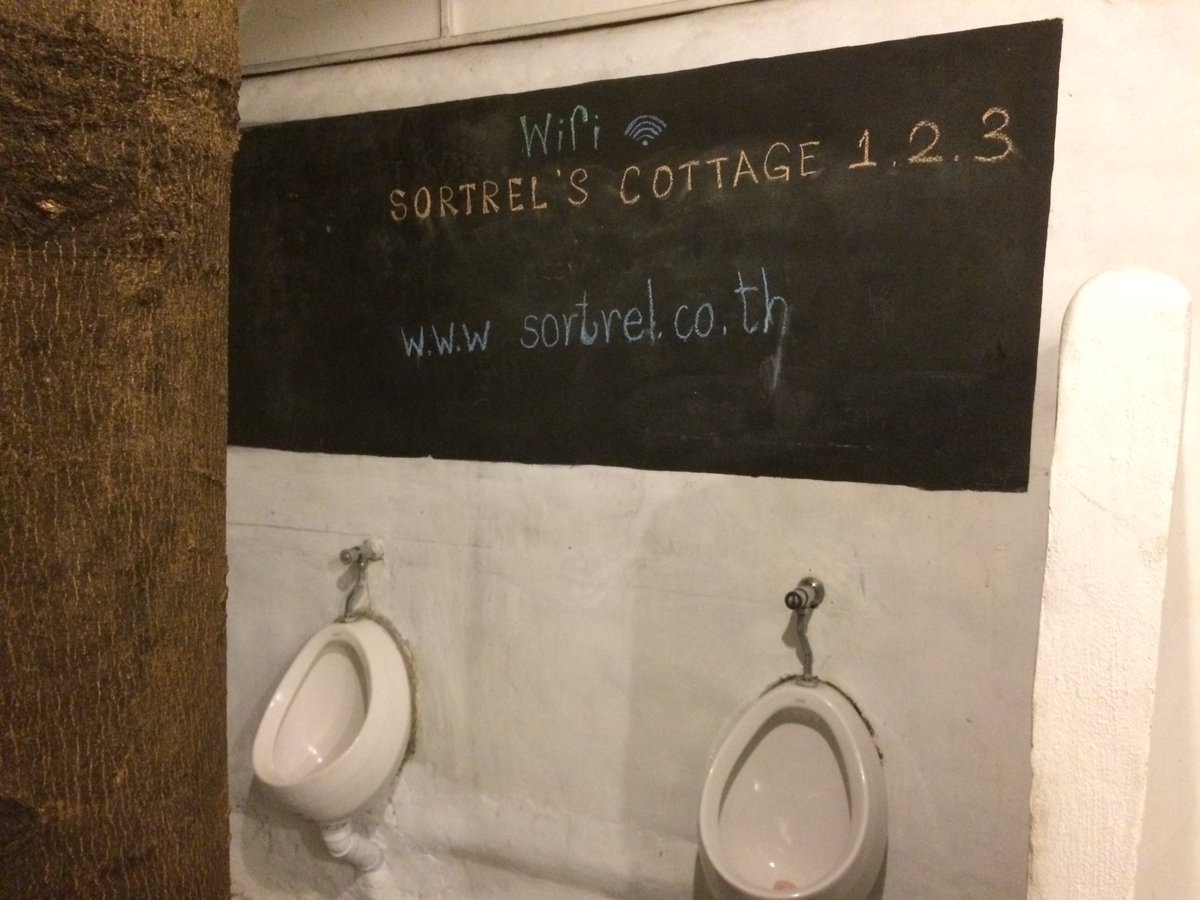 Wifi
SORTREL'S COTTAGE 1.2.3
w.w.w sortrel.co.th